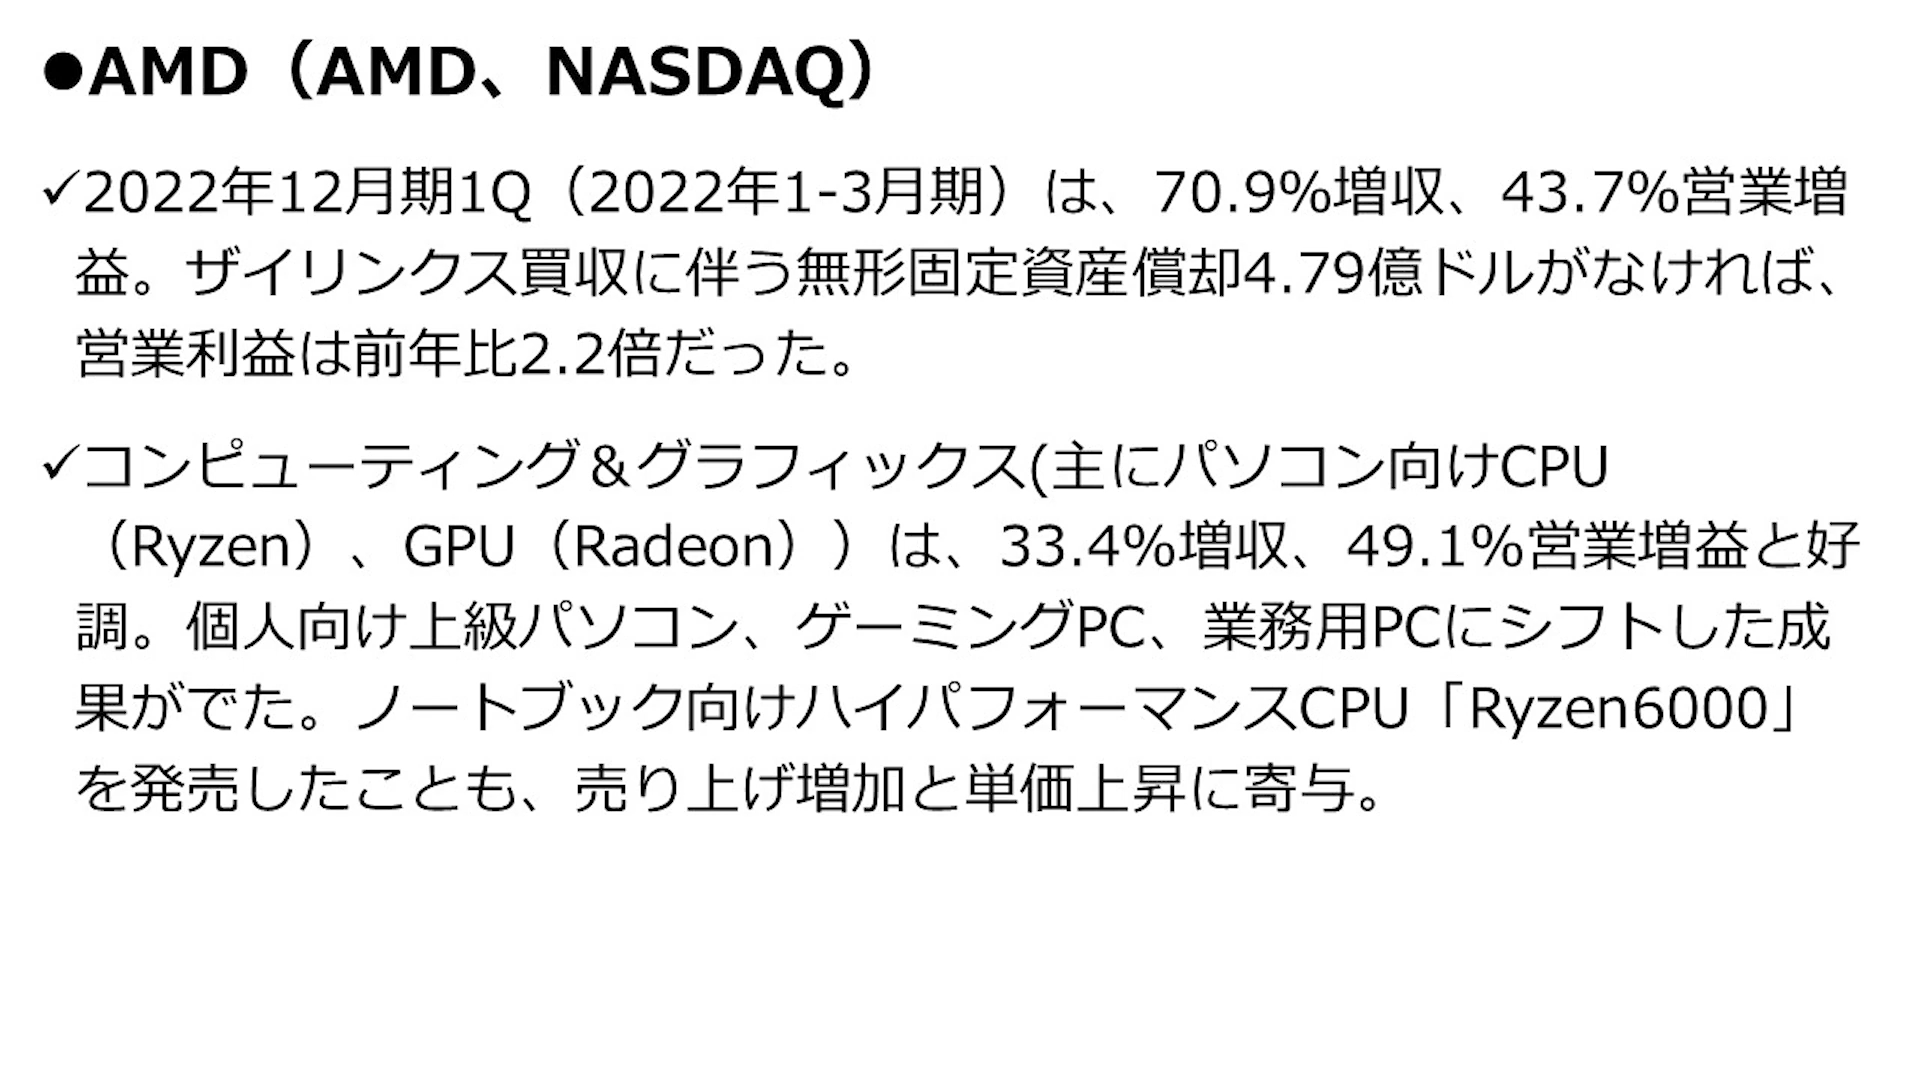 ●AMD（AMD、NASDAQ）
✓2022年12月期1Q（2022年1-3月期）は、70.9%増収、43.7%営業増
益。ザイリンクス買収に伴う無形固定資産償却4.79億ドルがなければ、
営業利益は前年比2.2倍だった。
✓コンピューティング＆グラフィックス(主にパソコン向けCPU
（Ryzen）、GPU（Radeon））は、33.4%増収、49.1%営業増益と好
調。個人向け上級パソコン、ゲーミングPC、業務用PCにシフトした成
果がでた。ノートブック向けハイパフォーマンスCPU「Ryzen6000」
を発売したことも、売り上げ増加と単価上昇に寄与。